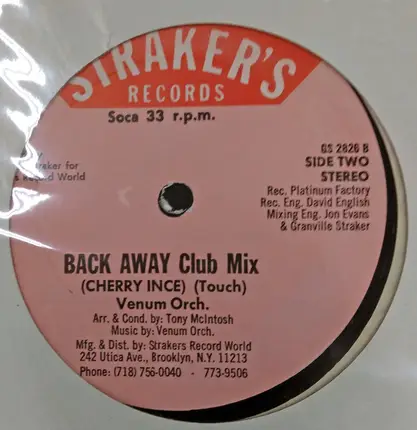 STRAKER'S
RECORDS
Soca 33 r.p.m.
GS 2826 B
SIDE TWO
STEREO
for
Record World
Rec. Platinum Factory
Rec. Eng. David English
Mixing Eng. Jon Evans
& Granville Straker
BACK AWAY Club Mix
(CHERRY INCE) (Touch)
Venum Orch.
Arr. & Cond. by: Tony McIntosh
Music by: Venum Orch.
Mfg. & Dist. by: Strakers Record World
242 Utica Ave., Brooklyn, N.Y. 11213
Phone: (718) 756-0040 - 773-9506